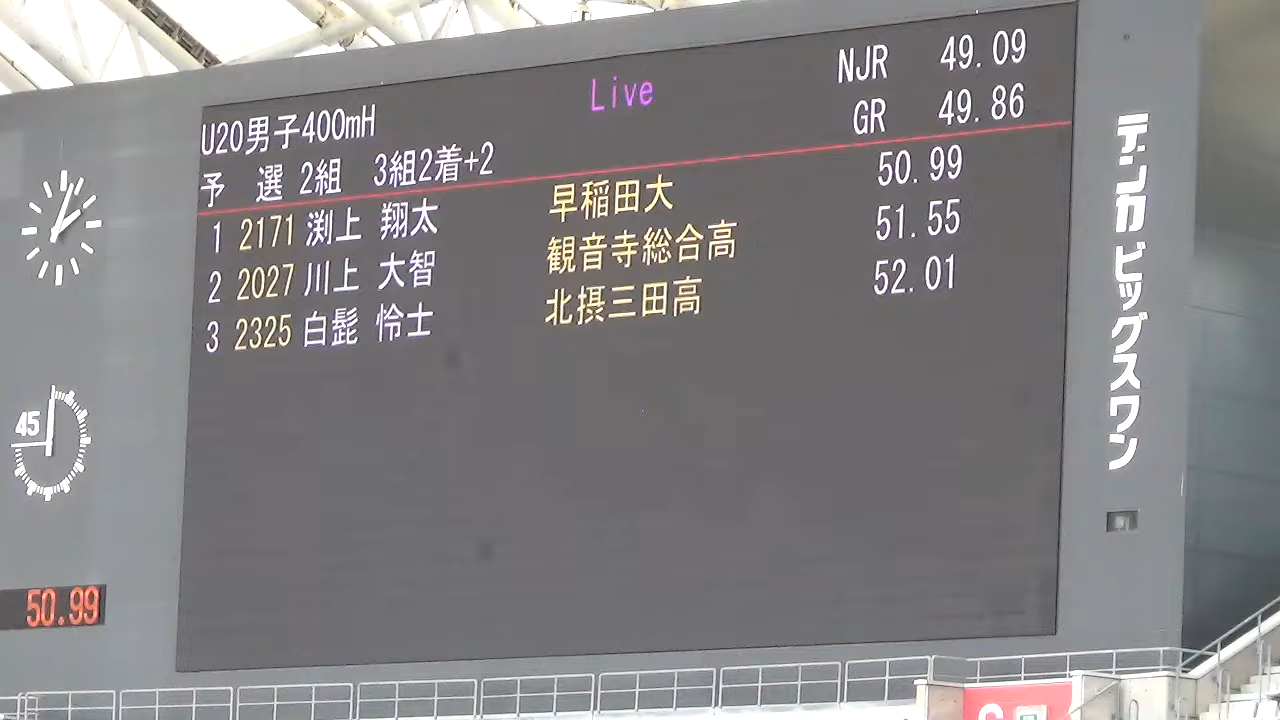 Live
NJR 49.09
U20男子400mH
GR 49.86
予 選 2組 3組2着+2
1 2171 渕上 翔太 早稲田大 50.99
2 2027 川上 大智 観音寺総合高 51.55
3 2325 白髭 怜士 北摂三田高 52.01
デンカビッグスワン
45
50.99